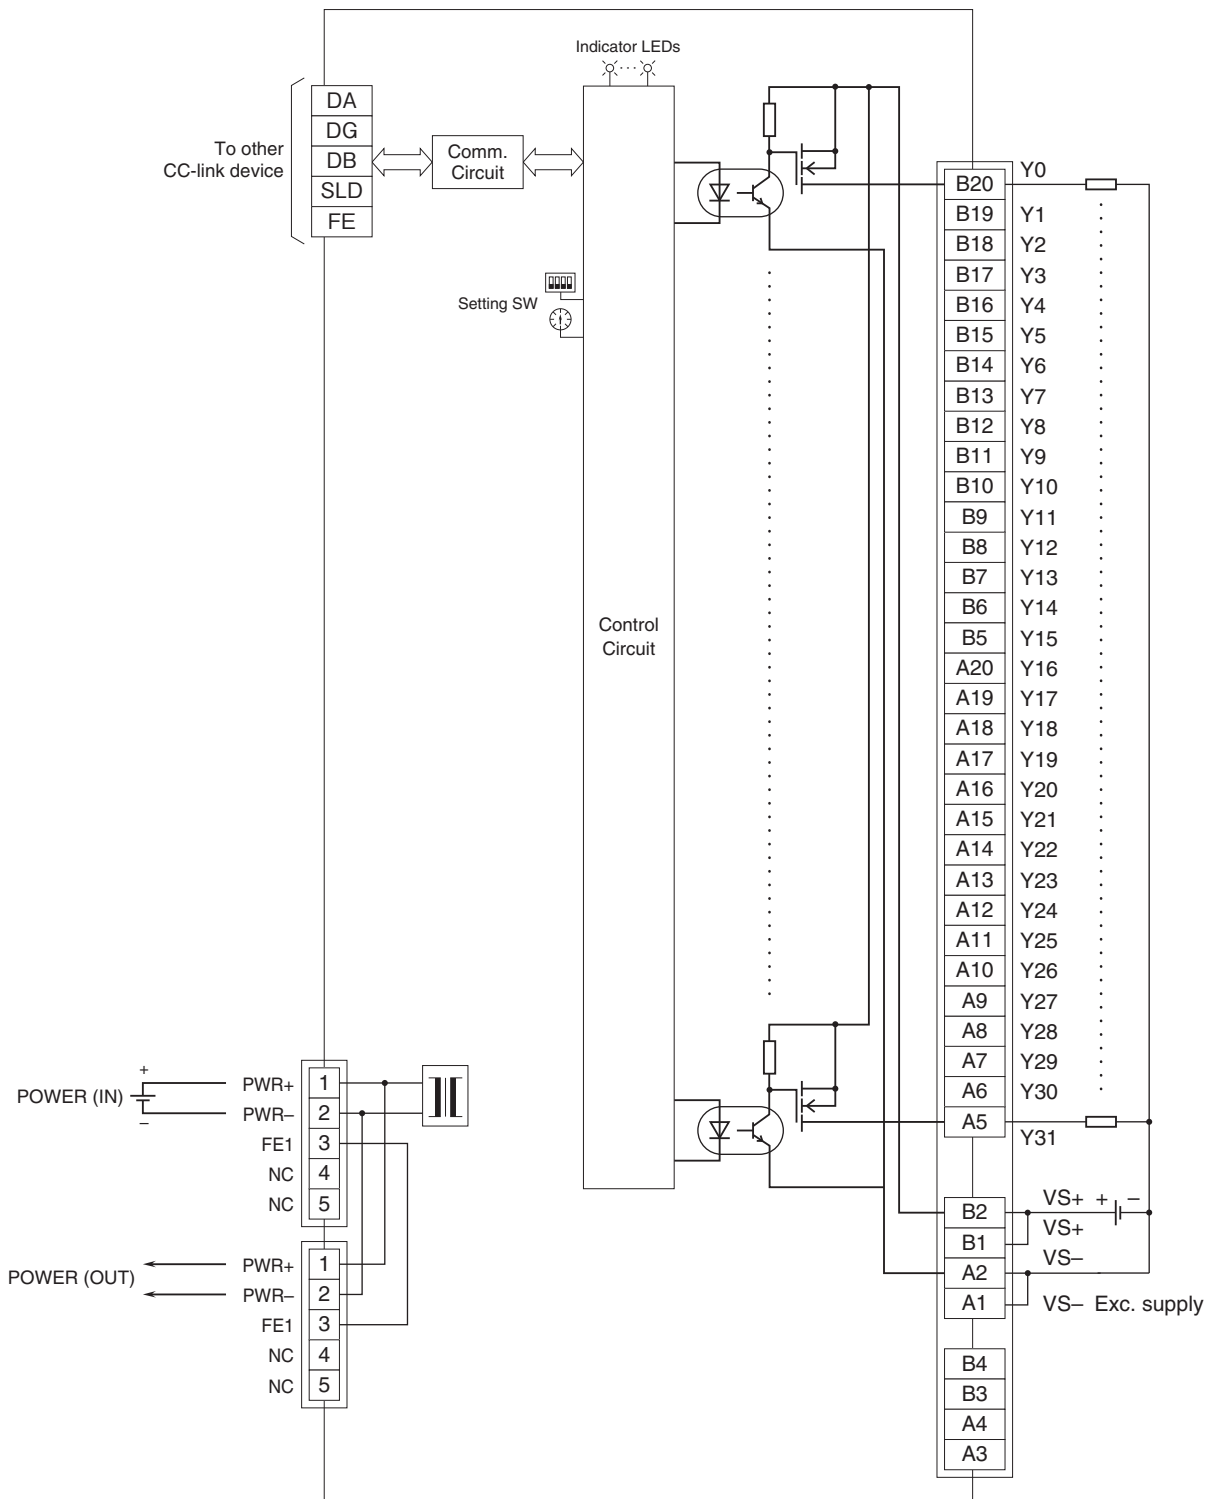 Indicator LEDs
DA
DG
DB
SLD
FE
To other
CC-link device
Comm.
Circuit
Setting SW
Control
Circuit
B20 Y0
B19 Y1
B18 Y2
B17 Y3
B16 Y4
B15 Y5
B14 Y6
B13 Y7
B12 Y8
B11 Y9
B10 Y10
B9 Y11
B8 Y12
B7 Y13
B6 Y14
B5 Y15
A20 Y16
A19 Y17
A18 Y18
A17 Y19
A16 Y20
A15 Y21
A14 Y22
A13 Y23
A12 Y24
A11 Y25
A10 Y26
A9 Y27
A8 Y28
A7 Y29
A6 Y30
A5 Y31
B2 VS+ + −
B1 VS+
A2 VS−
A1 VS− Exc. supply
B4
B3
A4
A3
POWER (IN)
+
−
PWR+ 1
PWR− 2
FE1 3
NC 4
NC 5
POWER (OUT)
PWR+ 1
PWR− 2
FE1 3
NC 4
NC 5